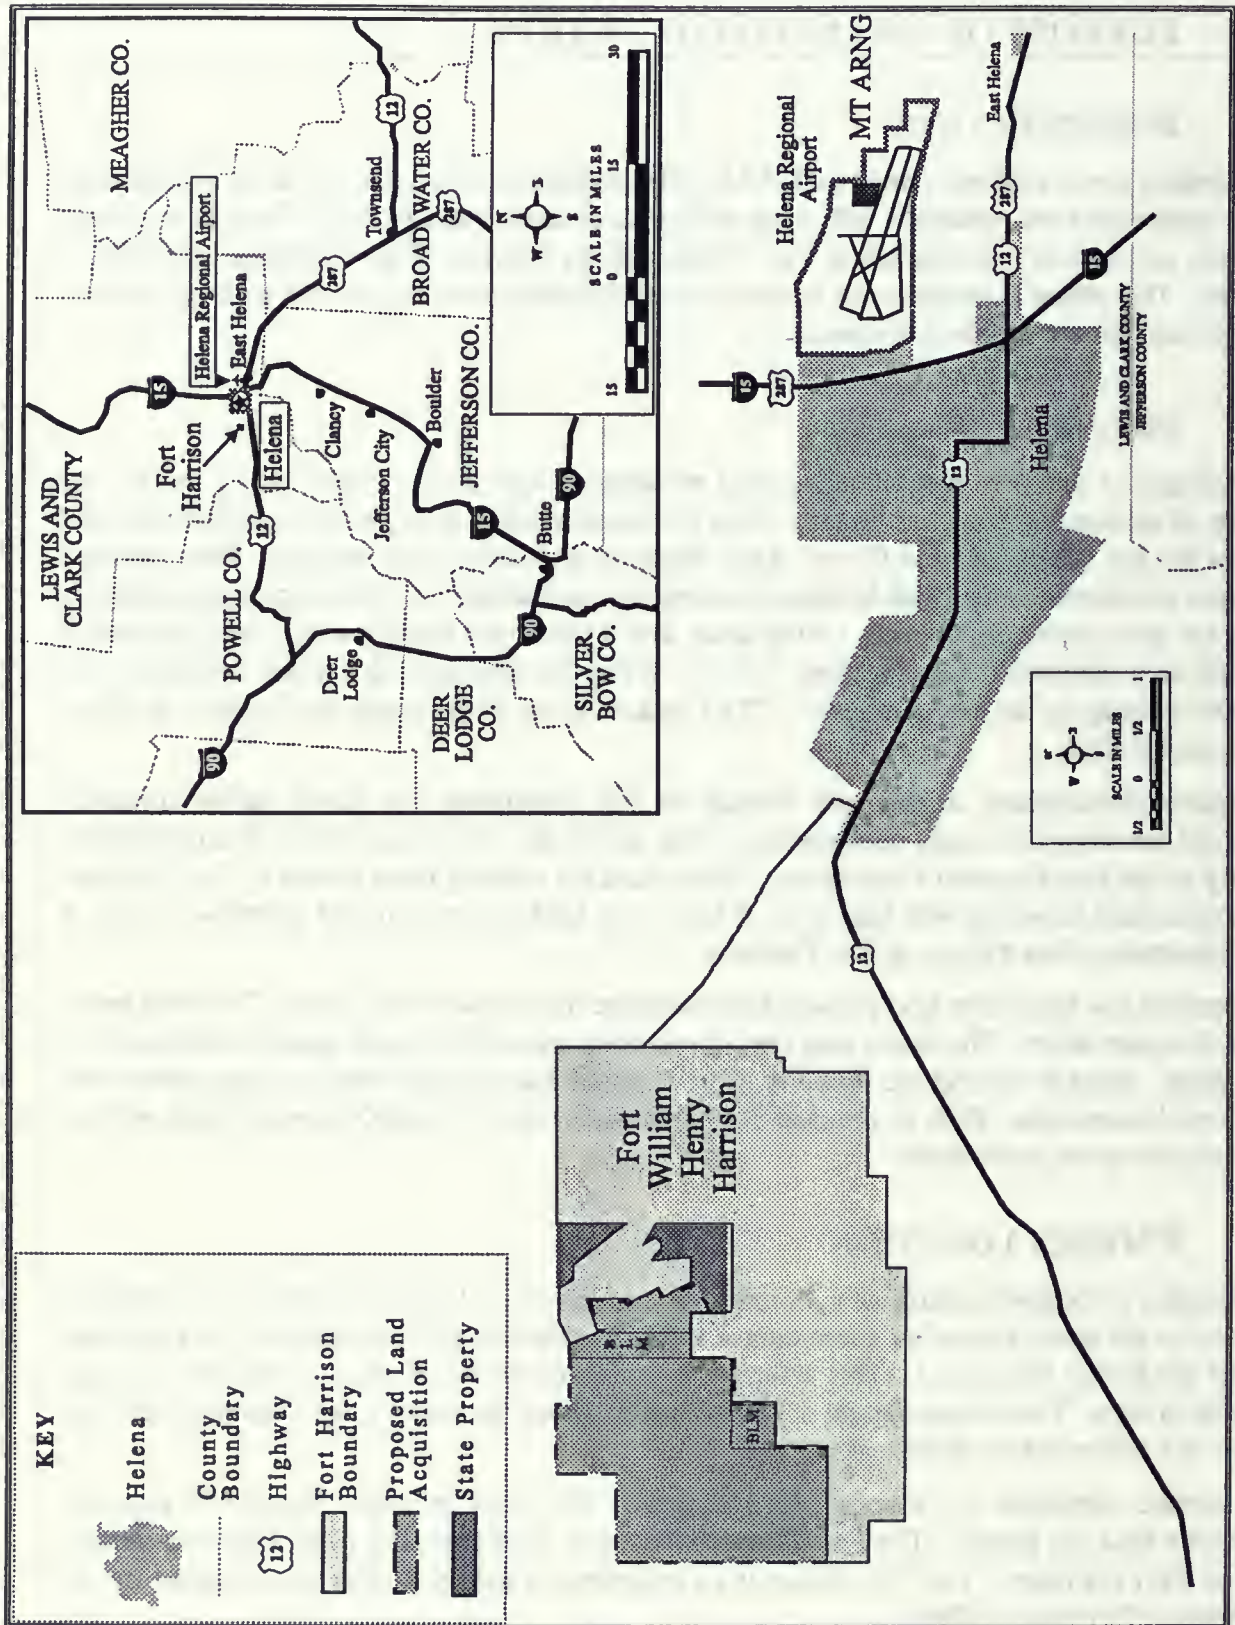 KEY
Helena
County
Boundary
12
Highway
Fort Harrison
Boundary
Proposed Land
Acquisition
State Property
LEWIS AND
CLARK COUNTY
MEAGHER CO.
POWELL CO.
DEER
LODGE
CO.
SILVER
BOW CO.
JEFFERSON CO.
BROADWATER CO.
Fort
Harrison
Helena
Helena Regional Airport
East Helena
Clancy
Jefferson City
Boulder
Butte
Deer
Lodge
Townsend
90
12
15
287
12
287
15
90
90
N
W
E
S
SCALE IN MILES
15
0
15
30
Fort
William
Henry
Harrison
BLM
BLM
12
12
Helena
15
287
12
287
12
287
15
Helena Regional
Airport
MT ARNG
East Helena
LEWIS AND CLARK COUNTY
JEFFERSON COUNTY
W
SCALE IN MILES
1/2
0
1/2
1